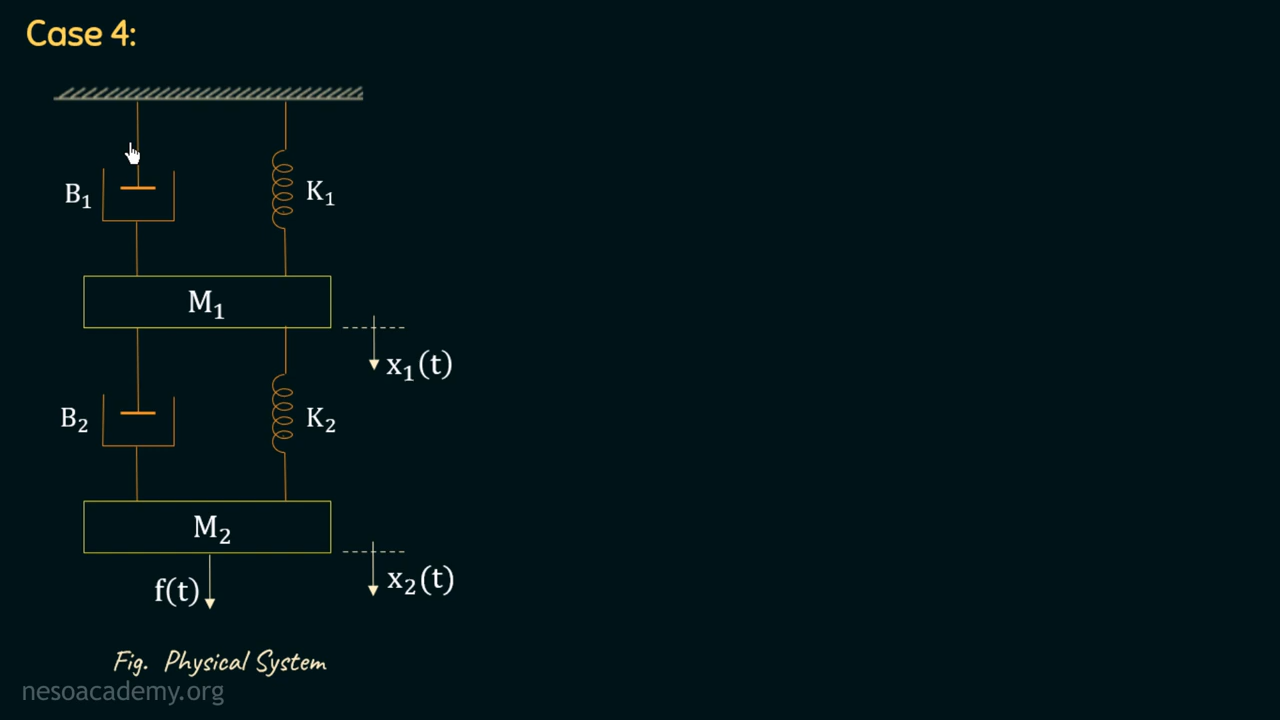 Case 4:
B₁
K₁
M₁
x₁(t)
B₂
K₂
M₂
f(t)
x₂(t)
Fig. Physical System
nesoacademy.org